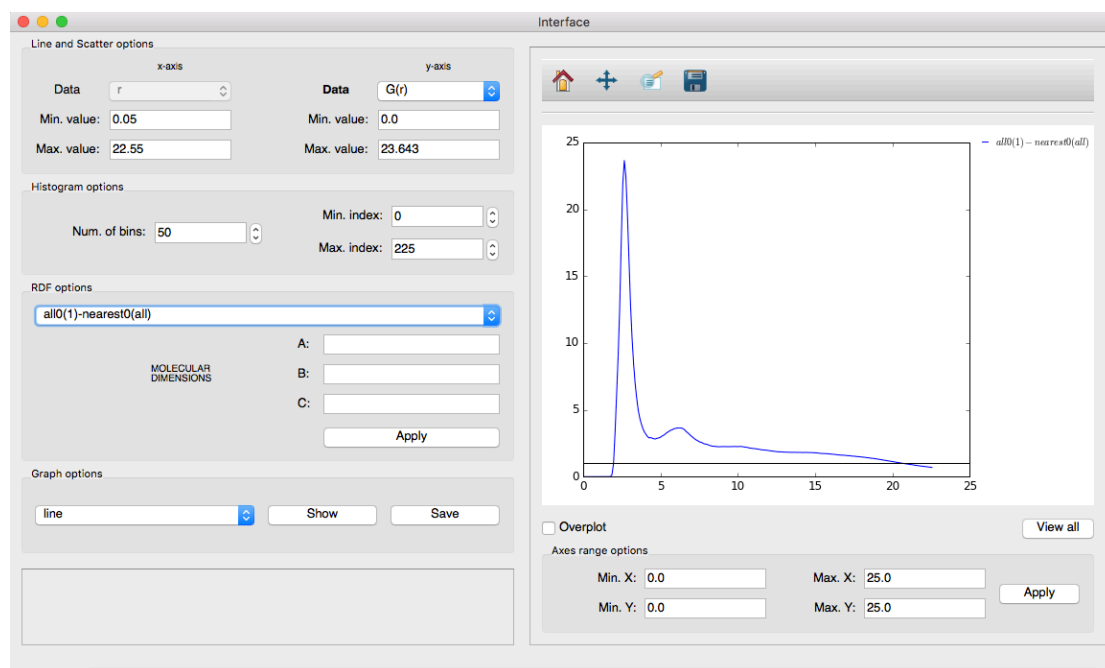 Interface
Line and Scatter options
x-axis y-axis
Data r Data G(r)
Min. value: 0.05 Min. value: 0.0
Max. value: 22.55 Max. value: 23.643
Histogram options
Num. of bins: 50
Min. index: 0
Max. index: 225
RDF options
all0(1)-nearest0(all)
MOLECULAR
DIMENSIONS
A:
B:
C:
Apply
Graph options
line Show Save
25
20
15
10
5
0
0 5 10 15 20 25
all0(1) − nearest0(all)
Overplot View all
Axes range options
Min. X: 0.0 Max. X: 25.0
Min. Y: 0.0 Max. Y: 25.0
Apply